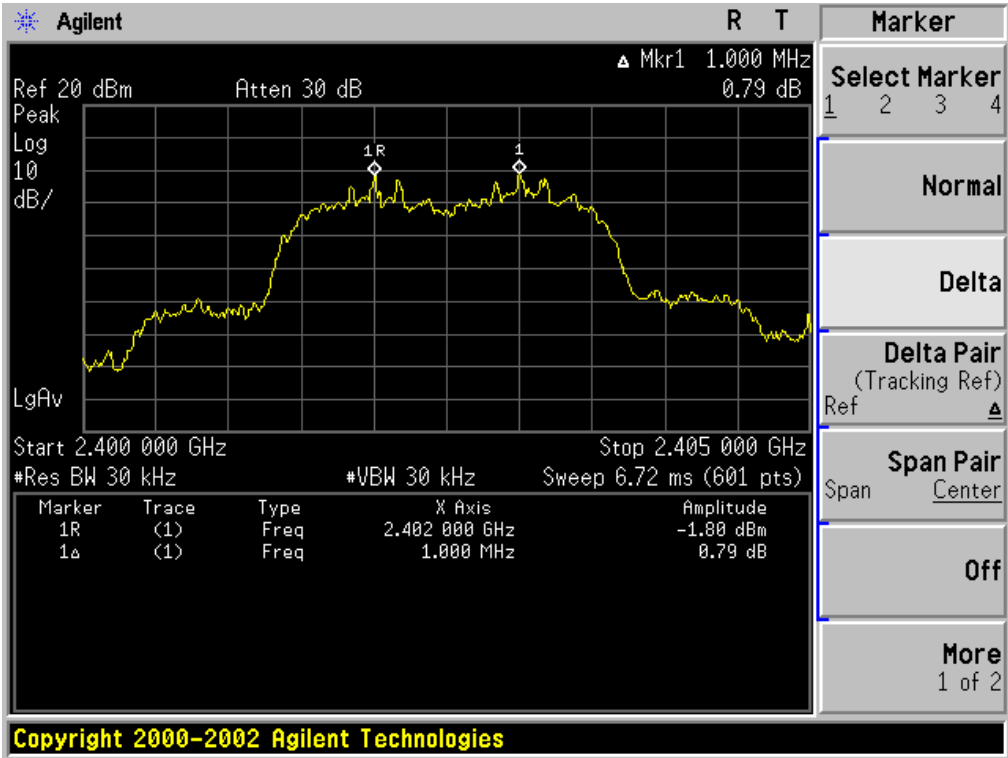 Agilent R T
Δ Mkr1 1.000 MHz
Ref 20 dBm Atten 30 dB 0.79 dB
Peak
Log
10
dB/
1R 1
LgAv
Start 2.400 000 GHz Stop 2.405 000 GHz
#Res BW 30 kHz #VBW 30 kHz Sweep 6.72 ms (601 pts)
Marker Trace Type X Axis Amplitude
1R (1) Freq 2.402 000 GHz -1.80 dBm
1Δ (1) Freq 1.000 MHz 0.79 dB
Marker
Select Marker
1 2 3 4
Normal
Delta
Delta Pair
(Tracking Ref)
Ref Δ
Span Pair
Span Center
Off
More
1 of 2
Copyright 2000-2002 Agilent Technologies